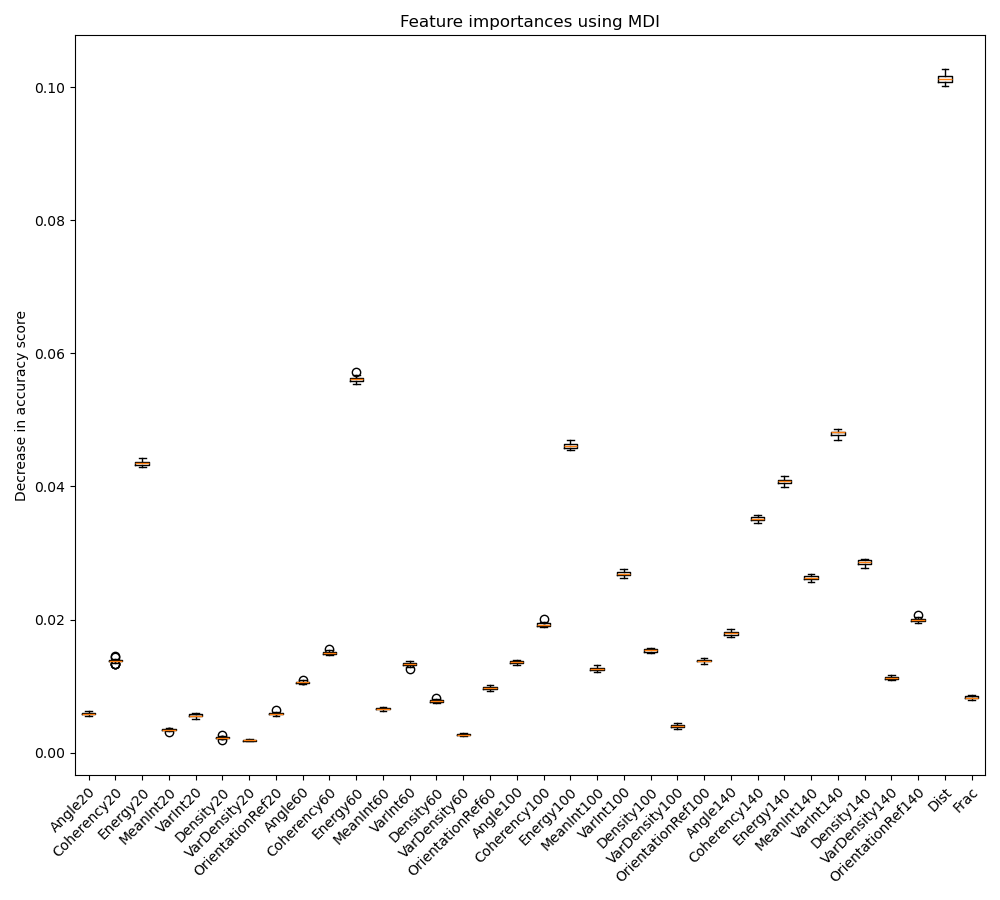 Feature importances using MDI
Decrease in accuracy score
0.10
0.08
0.06
0.04
0.02
0.00
Angle20
Coherency20
Energy20
MeanInt20
VarInt20
Density20
VarDensity20
OrientationRef20
Angle60
Coherency60
Energy60
MeanInt60
VarInt60
Density60
VarDensity60
OrientationRef60
Angle100
Coherency100
Energy100
MeanInt100
VarInt100
Density100
VarDensity100
OrientationRef100
Angle140
Coherency140
Energy140
MeanInt140
VarInt140
Density140
VarDensity140
OrientationRef140
Dist
Frac